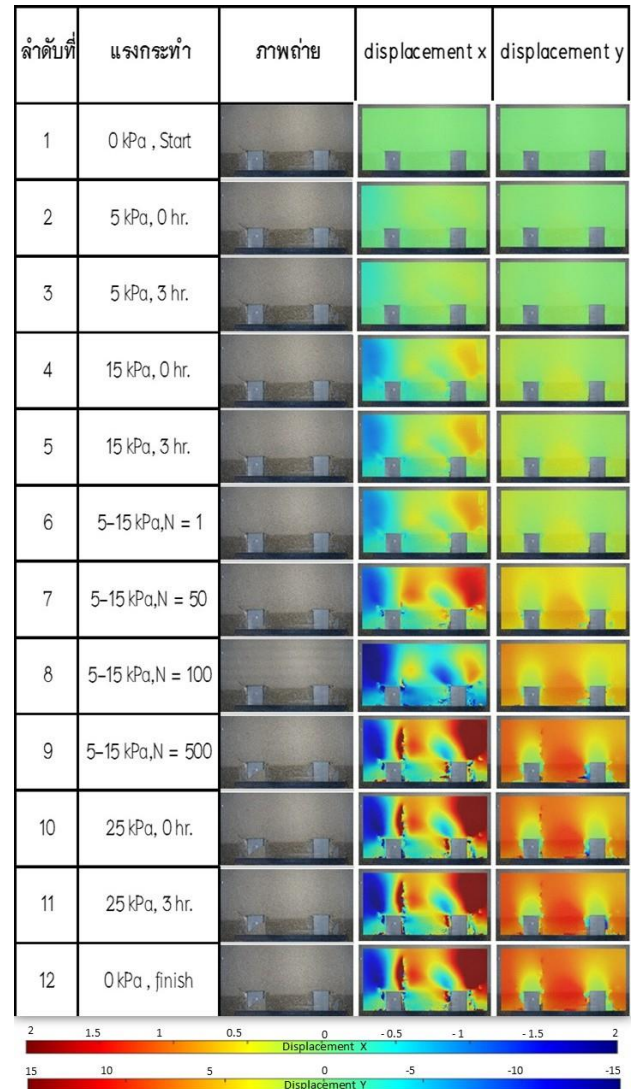 ลำดับที่ แรงกระทำ ภาพถ่าย displacement x displacement y
1 0 kPa , Start
2 5 kPa, 0 hr.
3 5 kPa, 3 hr.
4 15 kPa, 0 hr.
5 15 kPa, 3 hr.
6 5-15 kPa,N = 1
7 5-15 kPa,N = 50
8 5-15 kPa,N = 100
9 5-15 kPa,N = 500
10 25 kPa, 0 hr.
11 25 kPa, 3 hr.
12 0 kPa , finish
2 1.5 1 0.5 0 -0.5 -1 -1.5 2
Displacement X
15 10 5 0 -5 -10 -15
Displacement Y